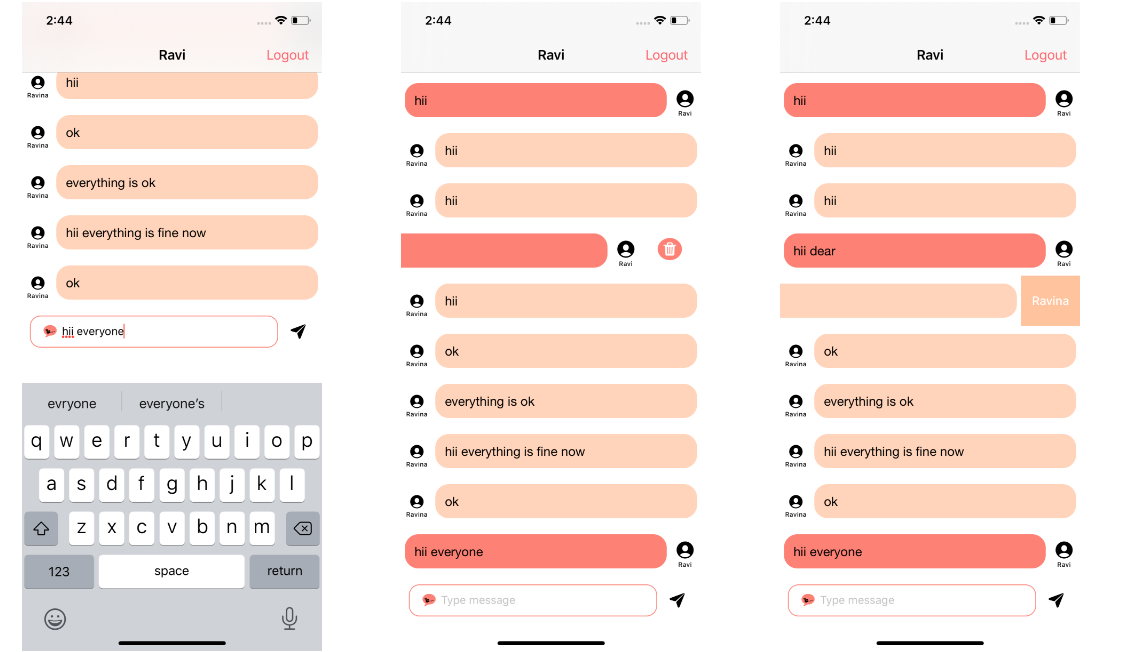 2:44
Ravi Logout
hii
Ravina
ok
Ravina
everything is ok
Ravina
hii everything is fine now
Ravina
ok
Ravina
hii everyone
evryone everyone's
q w e r t y u i o p
a s d f g h j k l
z x c v b n m
123 space return
2:44
Ravi Logout
hii
Ravi
hii
Ravina
hii
Ravina
Ravi
hii
Ravina
ok
Ravina
everything is ok
Ravina
hii everything is fine now
Ravina
ok
Ravina
hii everyone
Ravi
Type message
2:44
Ravi Logout
hii
Ravi
hii
Ravina
hii
Ravina
hii dear
Ravi
Ravina
ok
Ravina
everything is ok
Ravina
hii everything is fine now
Ravina
ok
Ravina
hii everyone
Ravi
Type message